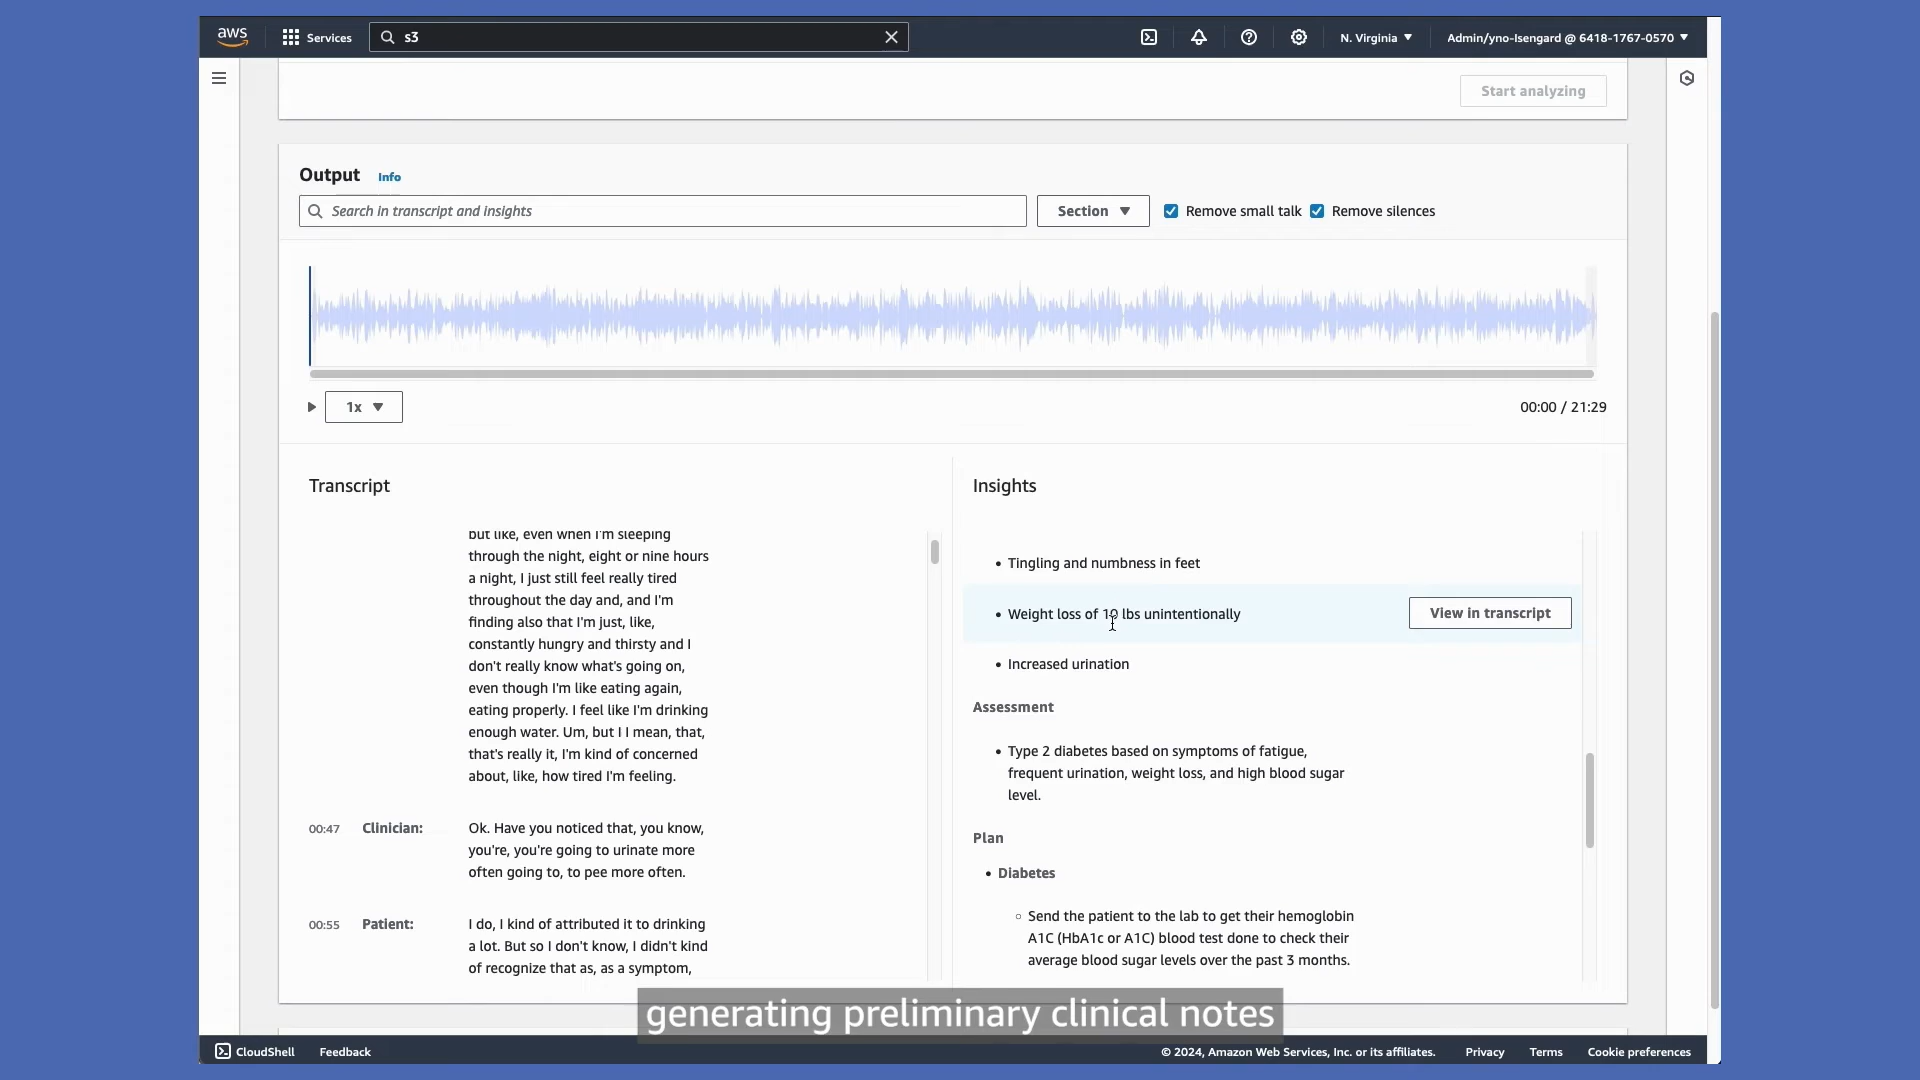 aws
Services
s3
N. Virginia
Admin/yno-Isengard @ 6418-1767-0570
Start analyzing
Output Info
Search in transcript and insights
Section
Remove small talk
Remove silences
1x
00:00 / 21:29
Transcript
but like, even when I'm sleeping
through the night, eight or nine hours
a night, I just still feel really tired
throughout the day and, and I'm
finding also that I'm just, like,
constantly hungry and thirsty and I
don't really know what's going on,
even though I'm like eating again,
eating properly. I feel like I'm drinking
enough water. Um, but I I mean, that,
that's really it, I'm kind of concerned
about, like, how tired I'm feeling.
00:47 Clinician: Ok. Have you noticed that, you know,
you're, you're going to urinate more
often going to, to pee more often.
00:55 Patient: I do, I kind of attributed it to drinking
a lot. But so I don't know, I didn't kind
of recognize that as, as a symptom,
Insights
• Tingling and numbness in feet
• Weight loss of 10 lbs unintentionally
View in transcript
• Increased urination
Assessment
• Type 2 diabetes based on symptoms of fatigue,
frequent urination, weight loss, and high blood sugar
level.
Plan
• Diabetes
○ Send the patient to the lab to get their hemoglobin
A1C (HbA1c or A1C) blood test done to check their
average blood sugar levels over the past 3 months.
generating preliminary clinical notes
CloudShell
Feedback
© 2024, Amazon Web Services, Inc. or its affiliates.
Privacy
Terms
Cookie preferences